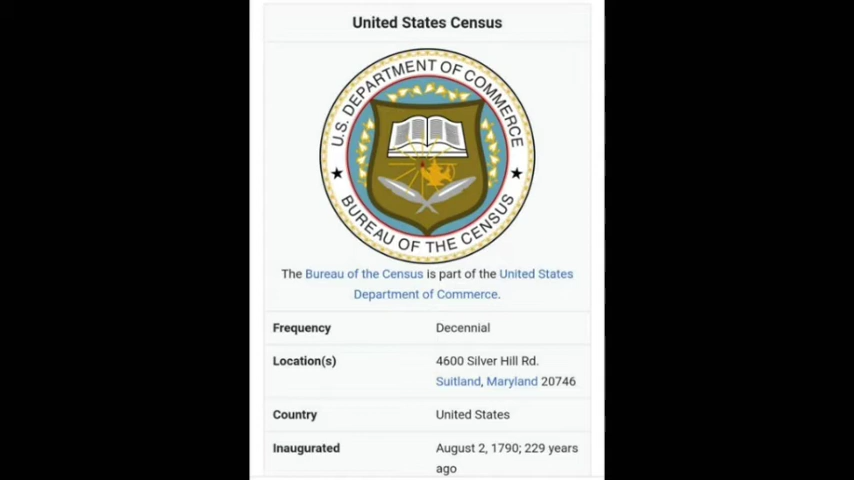 United States Census
U.S. DEPARTMENT OF COMMERCE
BUREAU OF THE CENSUS
The Bureau of the Census is part of the United States
Department of Commerce.
Frequency Decennial
Location(s) 4600 Silver Hill Rd.
Suitland, Maryland 20746
Country United States
Inaugurated August 2, 1790; 229 years
ago